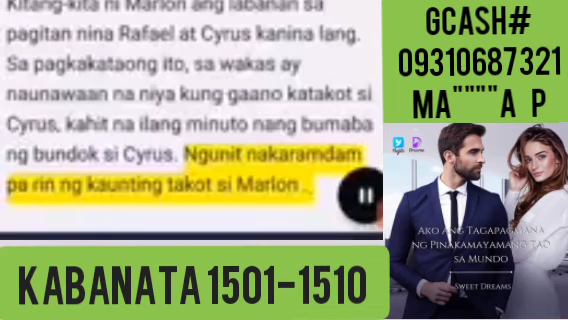 Kitang-kita ni Marlon ang labanan sa
pagitan nina Rafael at Cyrus kanina lang.
Sa pagkakataong ito, sa wakas ay
naunawaan na niya kung gaano katakot si
Cyrus, kahit na ilang minuto nang bumaba
ng bundok si Cyrus. Ngunit nakaramdam
pa rin ng kaunting takot si Marlon...
KABANATA 1501-1510
GCASH#
09310687321
MA""""A P
Dreame
AKO ANG TAGAPAGMANA
NG PINAKAMAYAMANG TAO
SA MUNDO
SWEET DREAMS